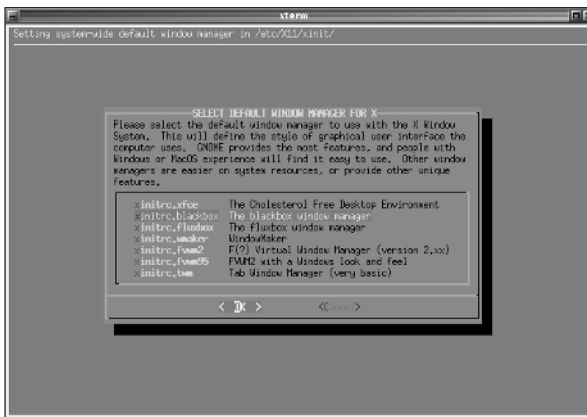 xterm
Setting system-wide default window manager in /etc/X11/xinit/
SELECT DEFAULT WINDOW MANAGER FOR X
Please select the default window manager to use with the X Window
System.  This will define the style of graphical user interface the
computer uses.  GNOME provides the most features, and people with
Windows or MacOS experience will find it easy to use.  Other window
managers are easier on system resources, or provide other unique
features.
xinitrc.xfce The Cholesterol Free Desktop Environment
xinitrc.blackbox The blackbox window manager
xinitrc.fluxbox The fluxbox window manager
xinitrc.wmaker WindowMaker
xinitrc.fvwm2 F(?) Virtual Window Manager (version 2.xx)
xinitrc.fvwm95 FVWM2 with a Windows look and feel
xinitrc.twm Tab Window Manager (very basic)
< OK > <Cancel>